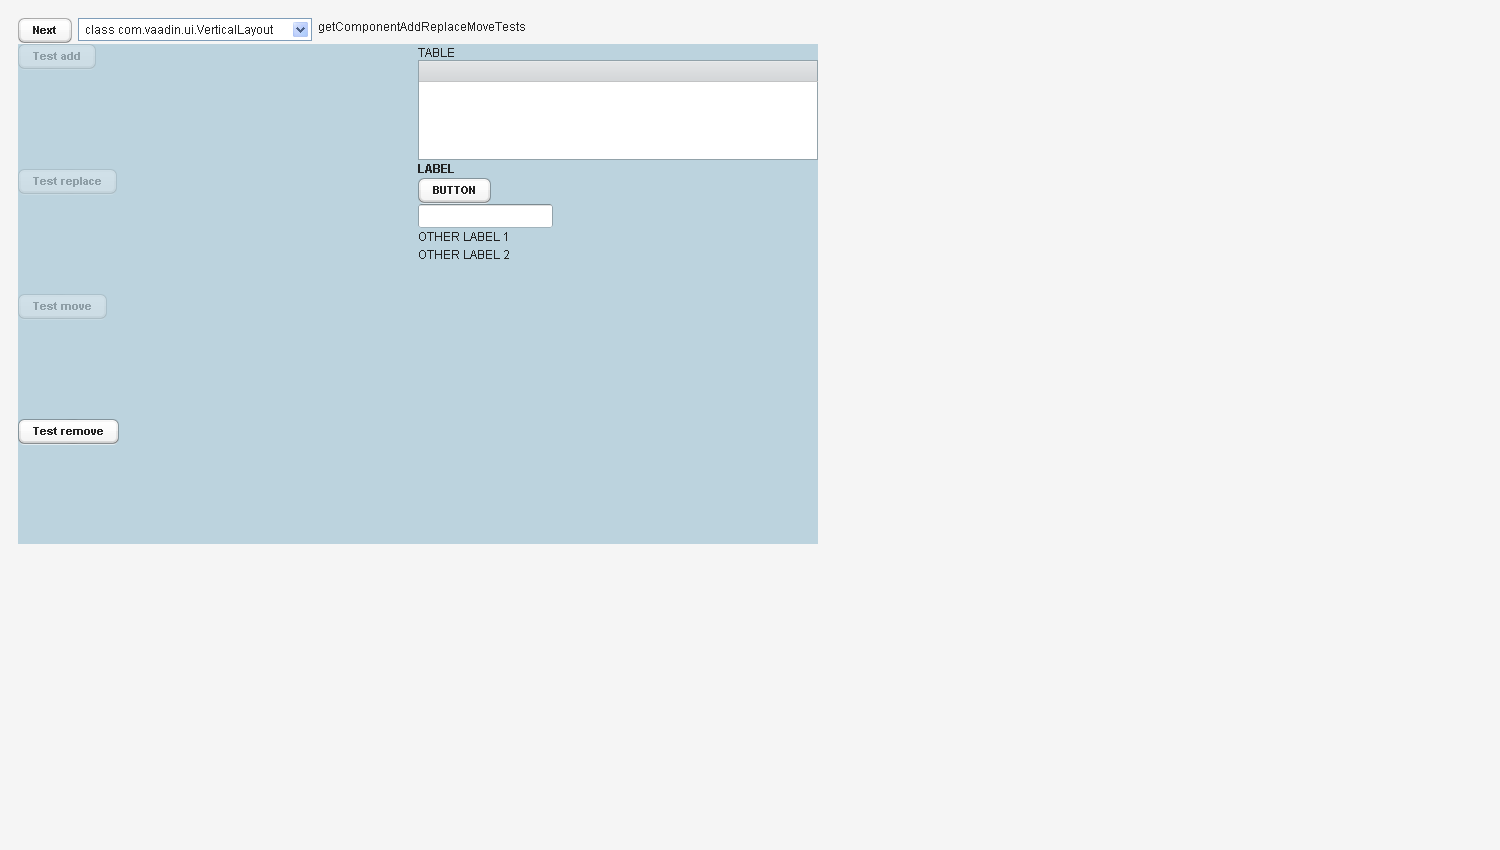 Next
class com.vaadin.ui.VerticalLayout
getComponentAddReplaceMoveTests
Test add
TABLE
LABEL
Test replace
BUTTON
OTHER LABEL 1
OTHER LABEL 2
Test move
Test remove